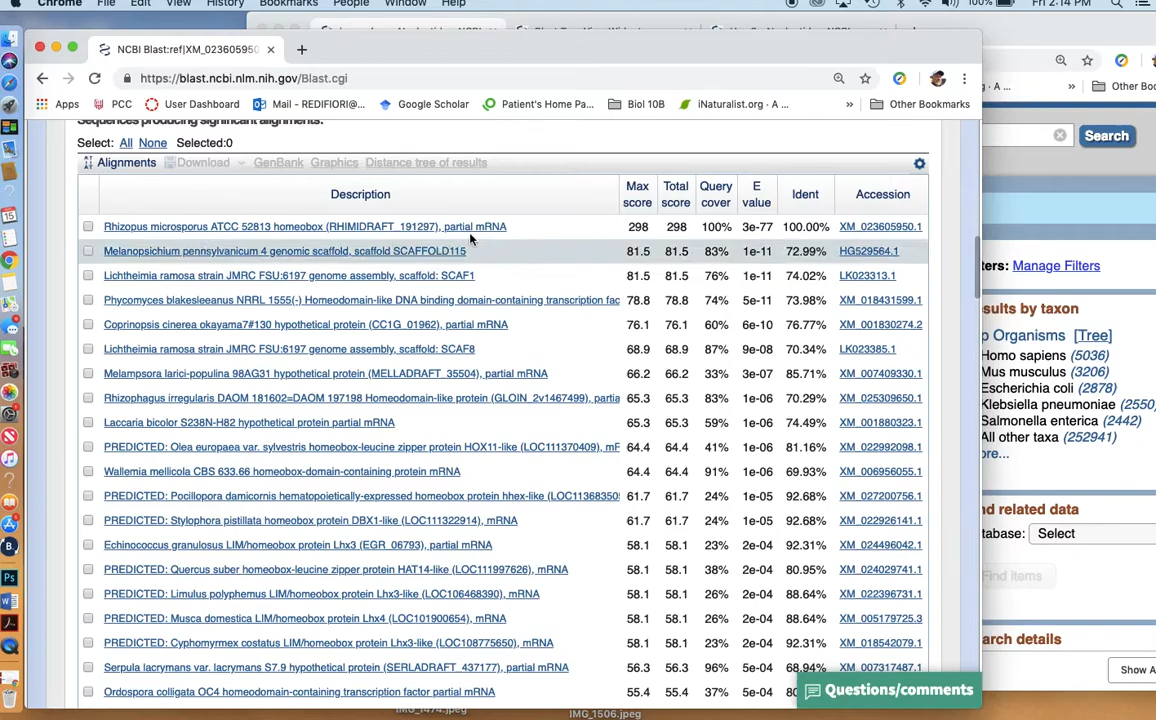 Chrome File Edit View History Bookmarks People Window Help 100% Fri 2:14 PM
NCBI Blast:ref|XM_023605950
https://blast.ncbi.nlm.nih.gov/Blast.cgi
Apps PCC User Dashboard Mail - REDIFIORI@... Google Scholar Patient's Home Pa... Biol 10B iNaturalist.org · A ... » Other Bookmarks
» Other Bo
Sequences producing significant alignments:
Select: All None Selected:0
Alignments Download GenBank Graphics Distance tree of results
Description Max score Total score Query cover E value Ident Accession
Rhizopus microsporus ATCC 52813 homeobox (RHIMIDRAFT_191297), partial mRNA 298 298 100% 3e-77 100.00% XM_023605950.1
Melanopsichium pennsylvanicum 4 genomic scaffold, scaffold SCAFFOLD115 81.5 81.5 83% 1e-11 72.99% HG529564.1
Lichtheimia ramosa strain JMRC FSU:6197 genome assembly, scaffold: SCAF1 81.5 81.5 76% 1e-11 74.02% LK023313.1
Phycomyces blakesleeanus NRRL 1555(-) Homeodomain-like DNA binding domain-containing transcription fac 78.8 78.8 74% 5e-11 73.98% XM_018431599.1
Coprinopsis cinerea okayama7#130 hypothetical protein (CC1G_01962), partial mRNA 76.1 76.1 60% 6e-10 76.77% XM_001830274.2
Lichtheimia ramosa strain JMRC FSU:6197 genome assembly, scaffold: SCAF8 68.9 68.9 87% 9e-08 70.34% LK023385.1
Melampsora larici-populina 98AG31 hypothetical protein (MELLADRAFT_35504), partial mRNA 66.2 66.2 33% 3e-07 85.71% XM_007409330.1
Rhizophagus irregularis DAOM 181602=DAOM 197198 Homeodomain-like protein (GLOIN_2v1467499), partia 65.3 65.3 83% 1e-06 70.29% XM_025309650.1
Laccaria bicolor S238N-H82 hypothetical protein partial mRNA 65.3 65.3 59% 1e-06 74.49% XM_001880323.1
PREDICTED: Olea europaea var. sylvestris homeobox-leucine zipper protein HOX11-like (LOC111370409), mF 64.4 64.4 41% 1e-06 81.16% XM_022992098.1
Wallemia mellicola CBS 633.66 homeobox-domain-containing protein mRNA 64.4 64.4 91% 1e-06 69.93% XM_006956055.1
PREDICTED: Pocillopora damicornis hematopoietically-expressed homeobox protein hhex-like (LOC11368350 61.7 61.7 24% 1e-05 92.68% XM_027200756.1
PREDICTED: Stylophora pistillata homeobox protein DBX1-like (LOC111322914), mRNA 61.7 61.7 24% 1e-05 92.68% XM_022926141.1
Echinococcus granulosus LIM/homeobox protein Lhx3 (EGR_06793), partial mRNA 58.1 58.1 23% 2e-04 92.31% XM_024496042.1
PREDICTED: Quercus suber homeobox-leucine zipper protein HAT14-like (LOC111997626), mRNA 58.1 58.1 38% 2e-04 80.95% XM_024029741.1
PREDICTED: Limulus polyphemus LIM/homeobox protein Lhx3-like (LOC106468390), mRNA 58.1 58.1 26% 2e-04 88.64% XM_022396731.1
PREDICTED: Musca domestica LIM/homeobox protein Lhx4 (LOC101900654), mRNA 58.1 58.1 26% 2e-04 88.64% XM_005179725.3
PREDICTED: Cyphomyrmex costatus LIM/homeobox protein Lhx3-like (LOC108775650), mRNA 58.1 58.1 23% 2e-04 92.31% XM_018542079.1
Serpula lacrymans var. lacrymans S7.9 hypothetical protein (SERLADRAFT_437177), partial mRNA 56.3 56.3 96% 5e-04 68.94% XM_007317487.1
Ordospora colligata OC4 homeodomain-containing transcription factor partial mRNA 55.4 55.4 37% 5e-04
Questions/comments
Search
ters: Manage Filters
sults by taxon
p Organisms [Tree]
Homo sapiens (5036)
Mus musculus (3206)
Escherichia coli (2878)
Klebsiella pneumoniae (2550)
Salmonella enterica (2442)
All other taxa (252941)
ore...
nd related data
tabase: Select
Find items
arch details
Show A
IMG_1474.jpeg
IMG_1506.jpeg